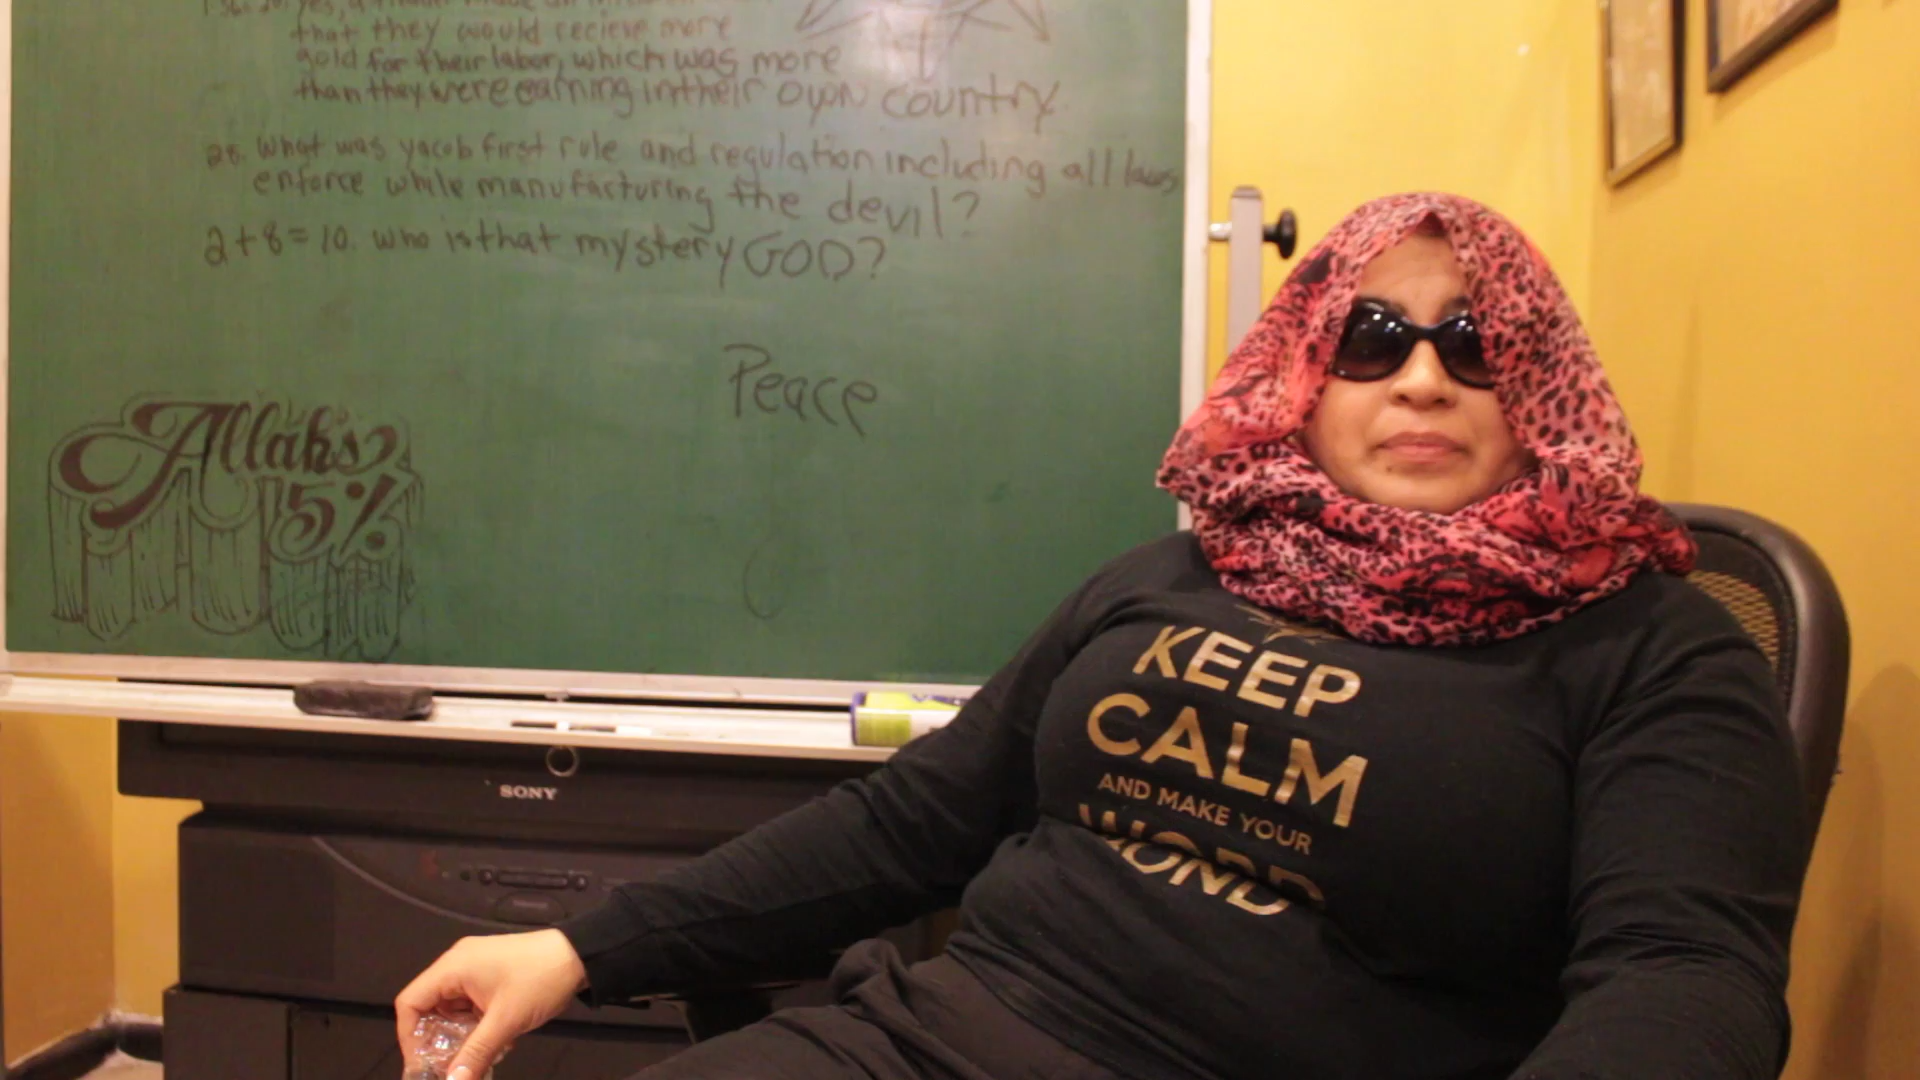 that they would recieve more
gold for their labor, which was more
than they were earning in their own country.
28. What was yacob first rule and regulation including all laws
enforce while manufacturing the devil?
2+8=10. who is that mystery GOD?
Peace
Allahs
5%
SONY
KEEP
CALM
AND MAKE YOUR
WORD
BOND